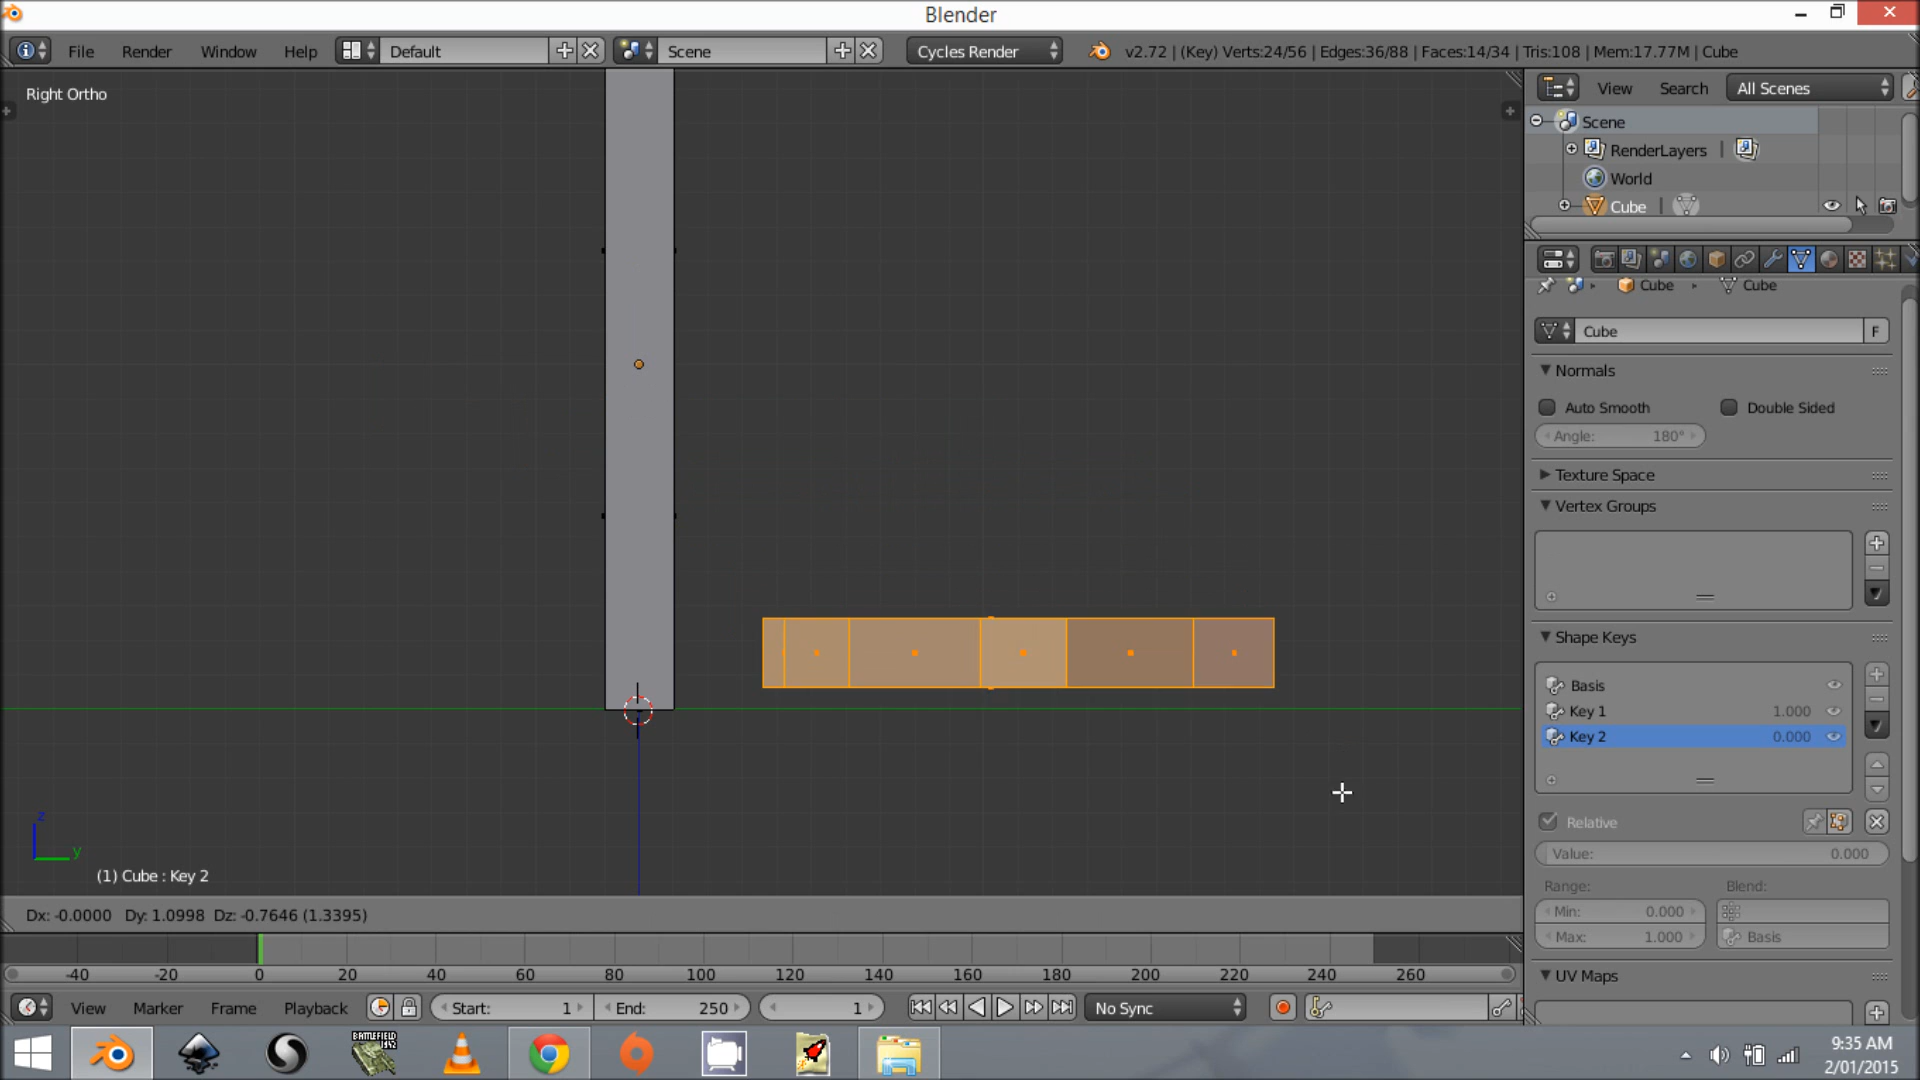 Blender
File Render Window Help Default Scene Cycles Render v2.72 | (Key) Verts:24/56 | Edges:36/88 | Faces:14/34 | Tris:108 | Mem:17.77M | Cube
Right Ortho
View Search All Scenes
Scene
RenderLayers |
World
Cube |
Cube Cube
Cube F
Normals
Auto Smooth Double Sided
Angle: 180°
Texture Space
Vertex Groups
Shape Keys
Basis
Key 1 1.000
Key 2 0.000
Relative
Value: 0.000
Range: Blend:
Min: 0.000
Max: 1.000 Basis
UV Maps
z
y
(1) Cube : Key 2
Dx: -0.0000 Dy: 1.0998 Dz: -0.7646 (1.3395)
-40 -20 0 20 40 60 80 100 120 140 160 180 200 220 240 260
View Marker Frame Playback Start: 1 End: 250 1 No Sync
BATTLEFIELD
1942
9:35 AM
2/01/2015